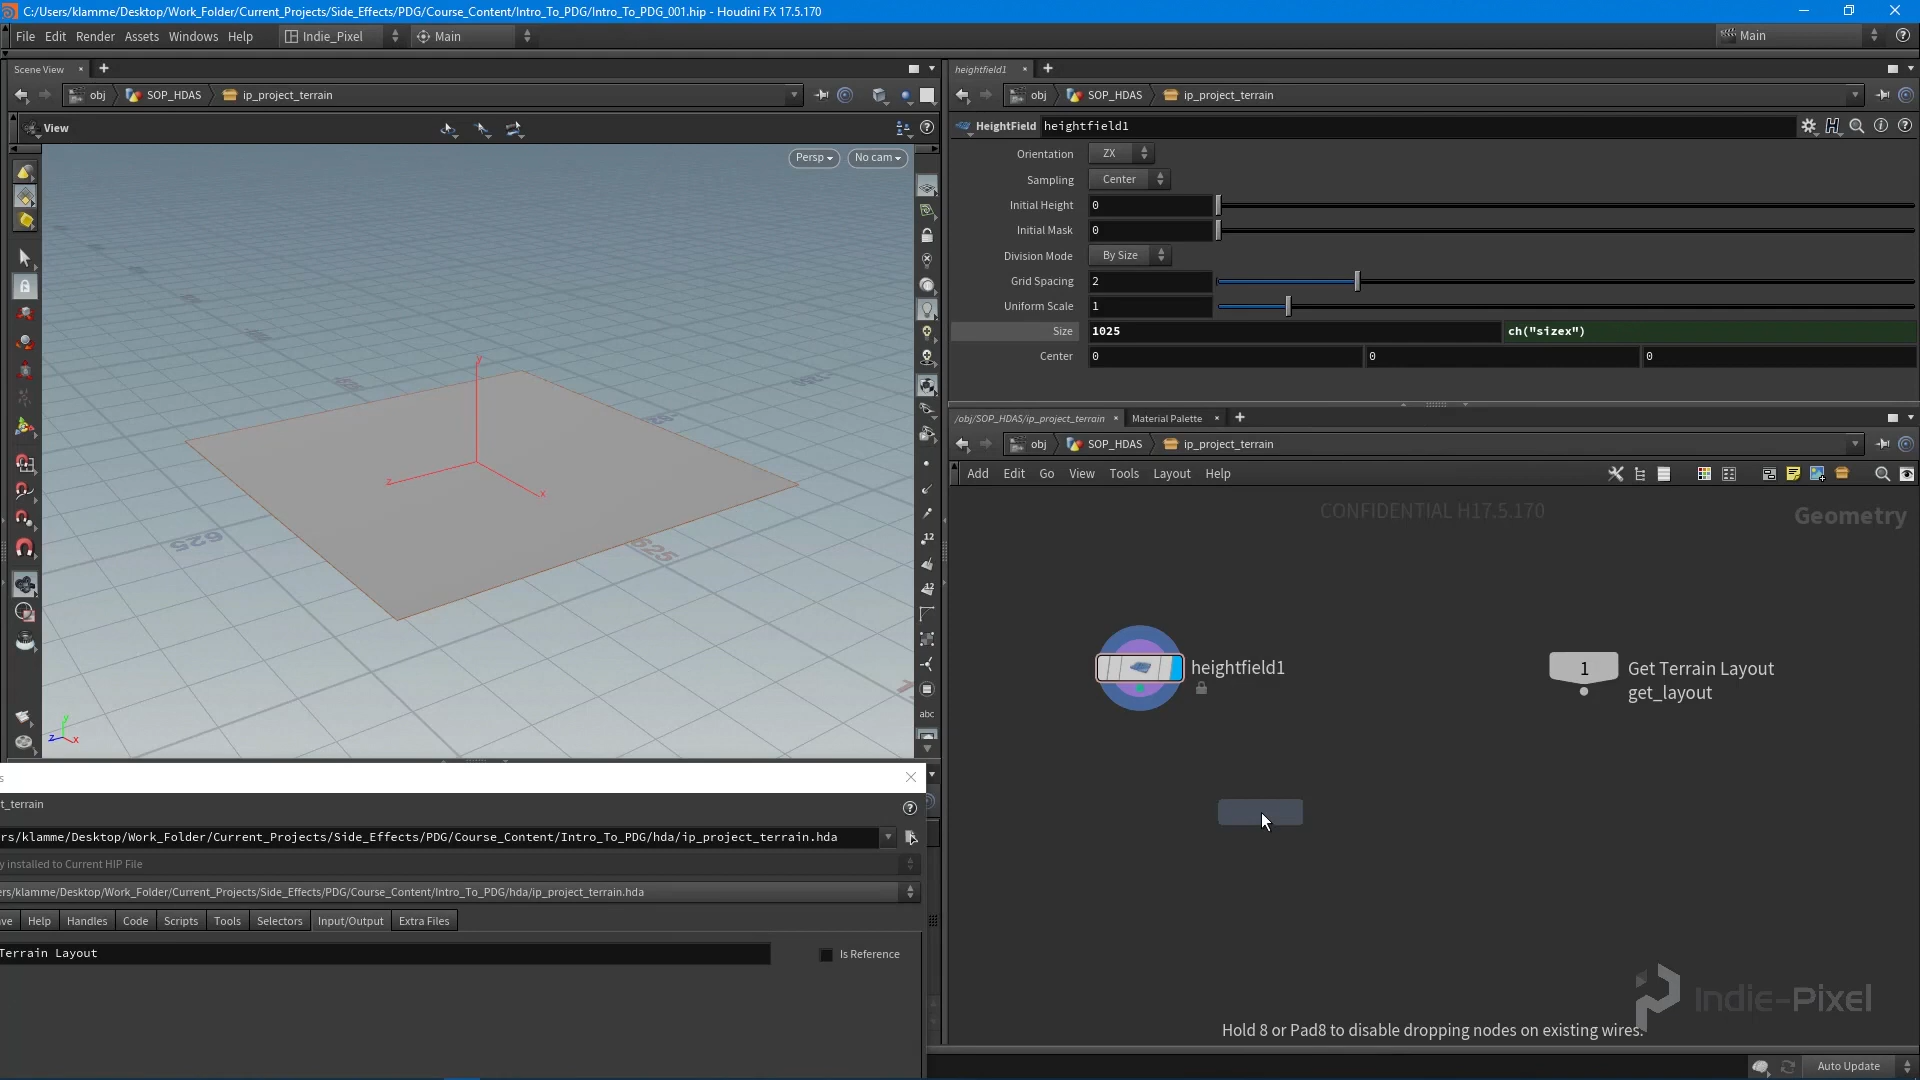 C:/Users/klamme/Desktop/Work_Folder/Current_Projects/Side_Effects/PDG/Course_Content/Intro_To_PDG/Intro_To_PDG_001.hip - Houdini FX 17.5.170
File Edit Render Assets Windows Help Indie_Pixel Main Main
Scene View
obj SOP_HDAS ip_project_terrain
View
Persp No cam
y
z
x
625
625
y
z x
12
12
abc
heightfield1
obj SOP_HDAS ip_project_terrain
HeightField heightfield1
Orientation ZX
Sampling Center
Initial Height 0
Initial Mask 0
Division Mode By Size
Grid Spacing 2
Uniform Scale 1
Size 1025 ch("sizex")
Center 0 0 0
/obj/SOP_HDAS/ip_project_terrain Material Palette
obj SOP_HDAS ip_project_terrain
Add Edit Go View Tools Layout Help
CONFIDENTIAL H17.5.170
Geometry
heightfield1
1 Get Terrain Layout
get_layout
Indie-Pixel
Hold 8 or Pad8 to disable dropping nodes on existing wires.
Auto Update
s
t_terrain
rs/klamme/Desktop/Work_Folder/Current_Projects/Side_Effects/PDG/Course_Content/Intro_To_PDG/hda/ip_project_terrain.hda
y installed to Current HIP File
ers/klamme/Desktop/Work_Folder/Current_Projects/Side_Effects/PDG/Course_Content/Intro_To_PDG/hda/ip_project_terrain.hda
ve Help Handles Code Scripts Tools Selectors Input/Output Extra Files
Terrain Layout Is Reference